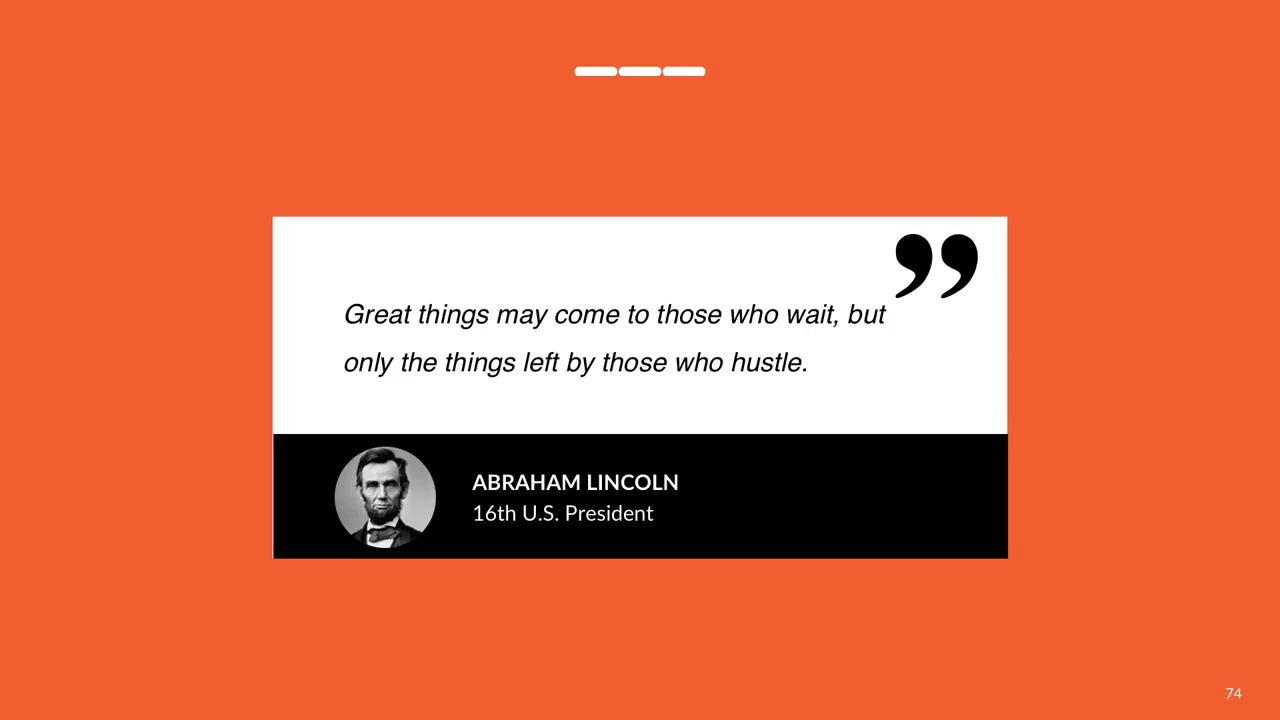 Great things may come to those who wait, but
only the things left by those who hustle.
”
ABRAHAM LINCOLN
16th U.S. President
74